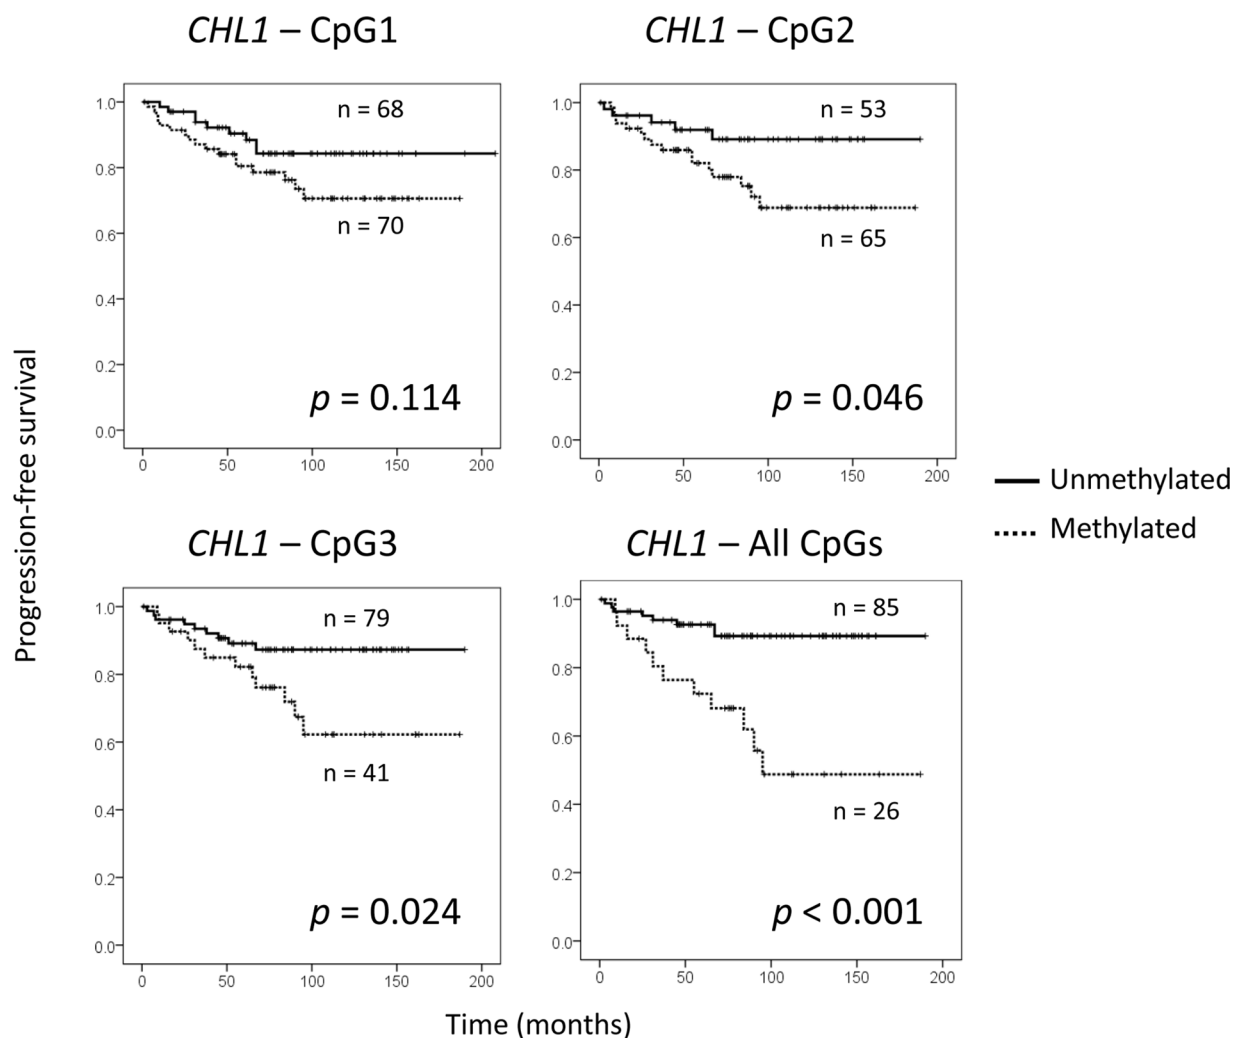 CHL1 – CpG1
CHL1 – CpG2
1.0
0.8
0.6
0.4
0.2
0.0
n = 68
n = 70
p = 0.114
0 50 100 150 200
1.0
0.8
0.6
0.4
0.2
0.0
n = 53
n = 65
p = 0.046
0 50 100 150 200
Progression-free survival
Unmethylated
Methylated
CHL1 – CpG3
CHL1 – All CpGs
1.0
0.8
0.6
0.4
0.2
0.0
n = 79
n = 41
p = 0.024
0 50 100 150 200
1.0
0.8
0.6
0.4
0.2
0.0
n = 85
n = 26
p < 0.001
0 50 100 150 200
Time (months)